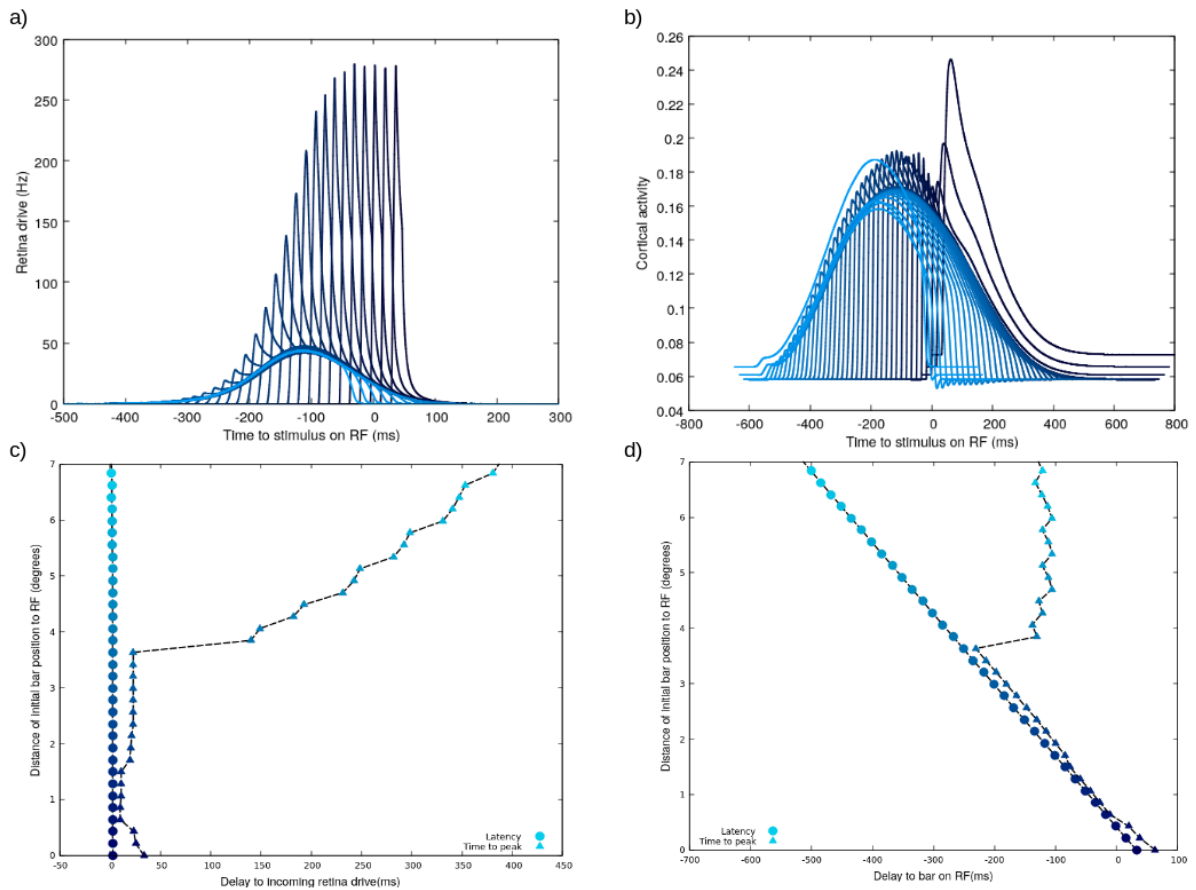 a)
300
250
200
150
100
50
0
-500 -400 -300 -200 -100 0 100 200 300
Retina drive (Hz)
Time to stimulus on RF (ms)
b)
0.26
0.24
0.22
0.2
0.18
0.16
0.14
0.12
0.1
0.08
0.06
0.04
-800 -600 -400 -200 0 200 400 600 800
Cortical activity
Time to stimulus on RF (ms)
c)
7
6
5
4
3
2
1
0
-50 0 50 100 150 200 250 300 350 400 450
Distance of initial bar position to RF (degrees)
Latency
Time to peak
Delay to incoming retina drive(ms)
d)
7
6
5
4
3
2
1
0
-700 -600 -500 -400 -300 -200 -100 0 100
Distance of initial bar position to RF (degrees)
Latency
Time to peak
Delay to bar on RF(ms)